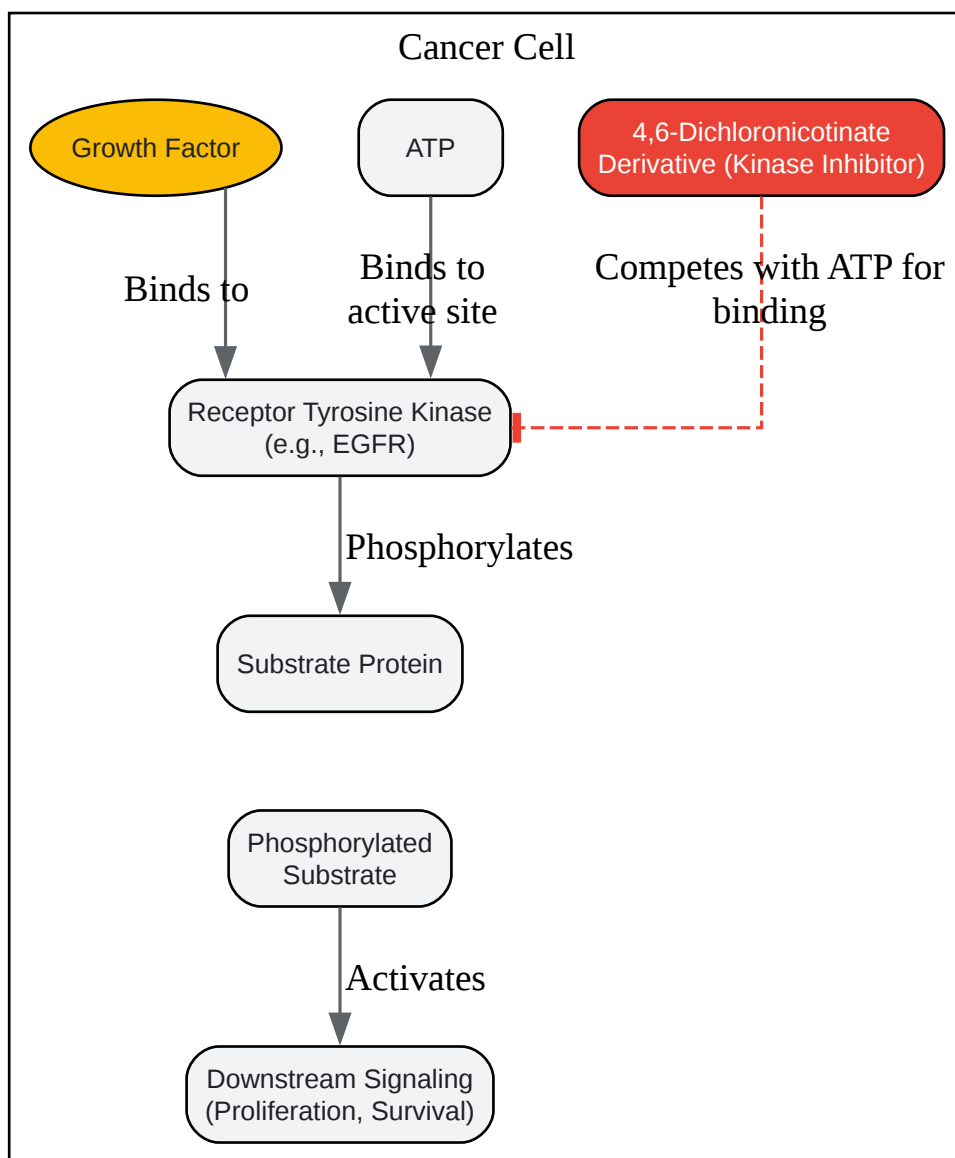 Cancer Cell
Growth Factor
ATP
4,6-Dichloronicotinate
Derivative (Kinase Inhibitor)
Binds to
Binds to
active site
Competes with ATP for
binding
Receptor Tyrosine Kinase
(e.g., EGFR)
Phosphorylates
Substrate Protein
Phosphorylated
Substrate
Activates
Downstream Signaling
(Proliferation, Survival)